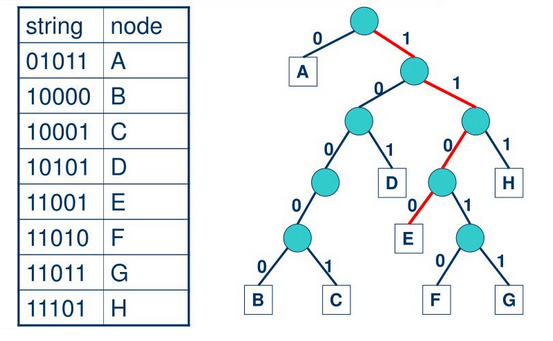 string node
01011 A
10000 B
10001 C
10101 D
11001 E
11010 F
11011 G
11101 H
0 1
A
0 1
0 1 0 1
D H
0 0 1
E
0 1 0 1
B C F G